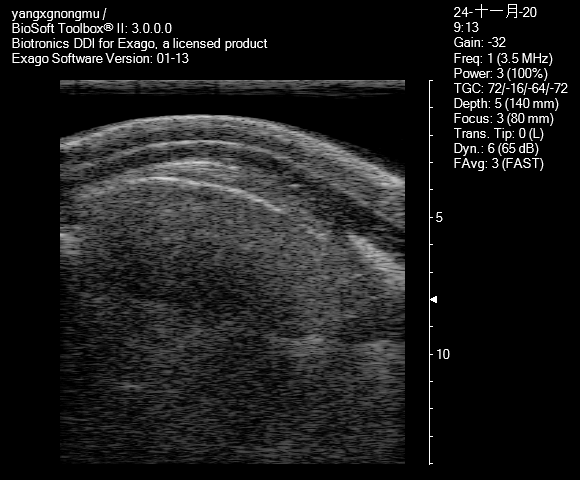 yangxgnongmu /
BioSoft Toolbox® II: 3.0.0.0
Biotronics DDI for Exago, a licensed product
Exago Software Version: 01-13
24-十一月-20
9:13
Gain: -32
Freq: 1 (3.5 MHz)
Power: 3 (100%)
TGC: 72/-16/-64/-72
Depth: 5 (140 mm)
Focus: 3 (80 mm)
Trans. Tip: 0 (L)
Dyn.: 6 (65 dB)
FAvg: 3 (FAST)
5
10